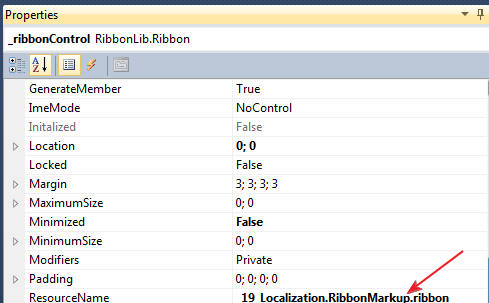 Properties
_ribbonControl RibbonLib.Ribbon
GenerateMember True
ImeMode NoControl
Initalized False
Location 0; 0
Locked False
Margin 3; 3; 3; 3
MaximumSize 0; 0
Minimized False
MinimumSize 0; 0
Modifiers Private
Padding 0; 0; 0; 0
ResourceName _19_Localization.RibbonMarkup.ribbon